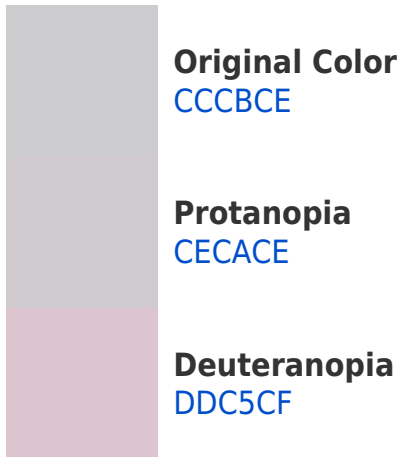 Original Color
CCCBCE
Protanopia
CECACE
Deuteranopia
DDC5CF